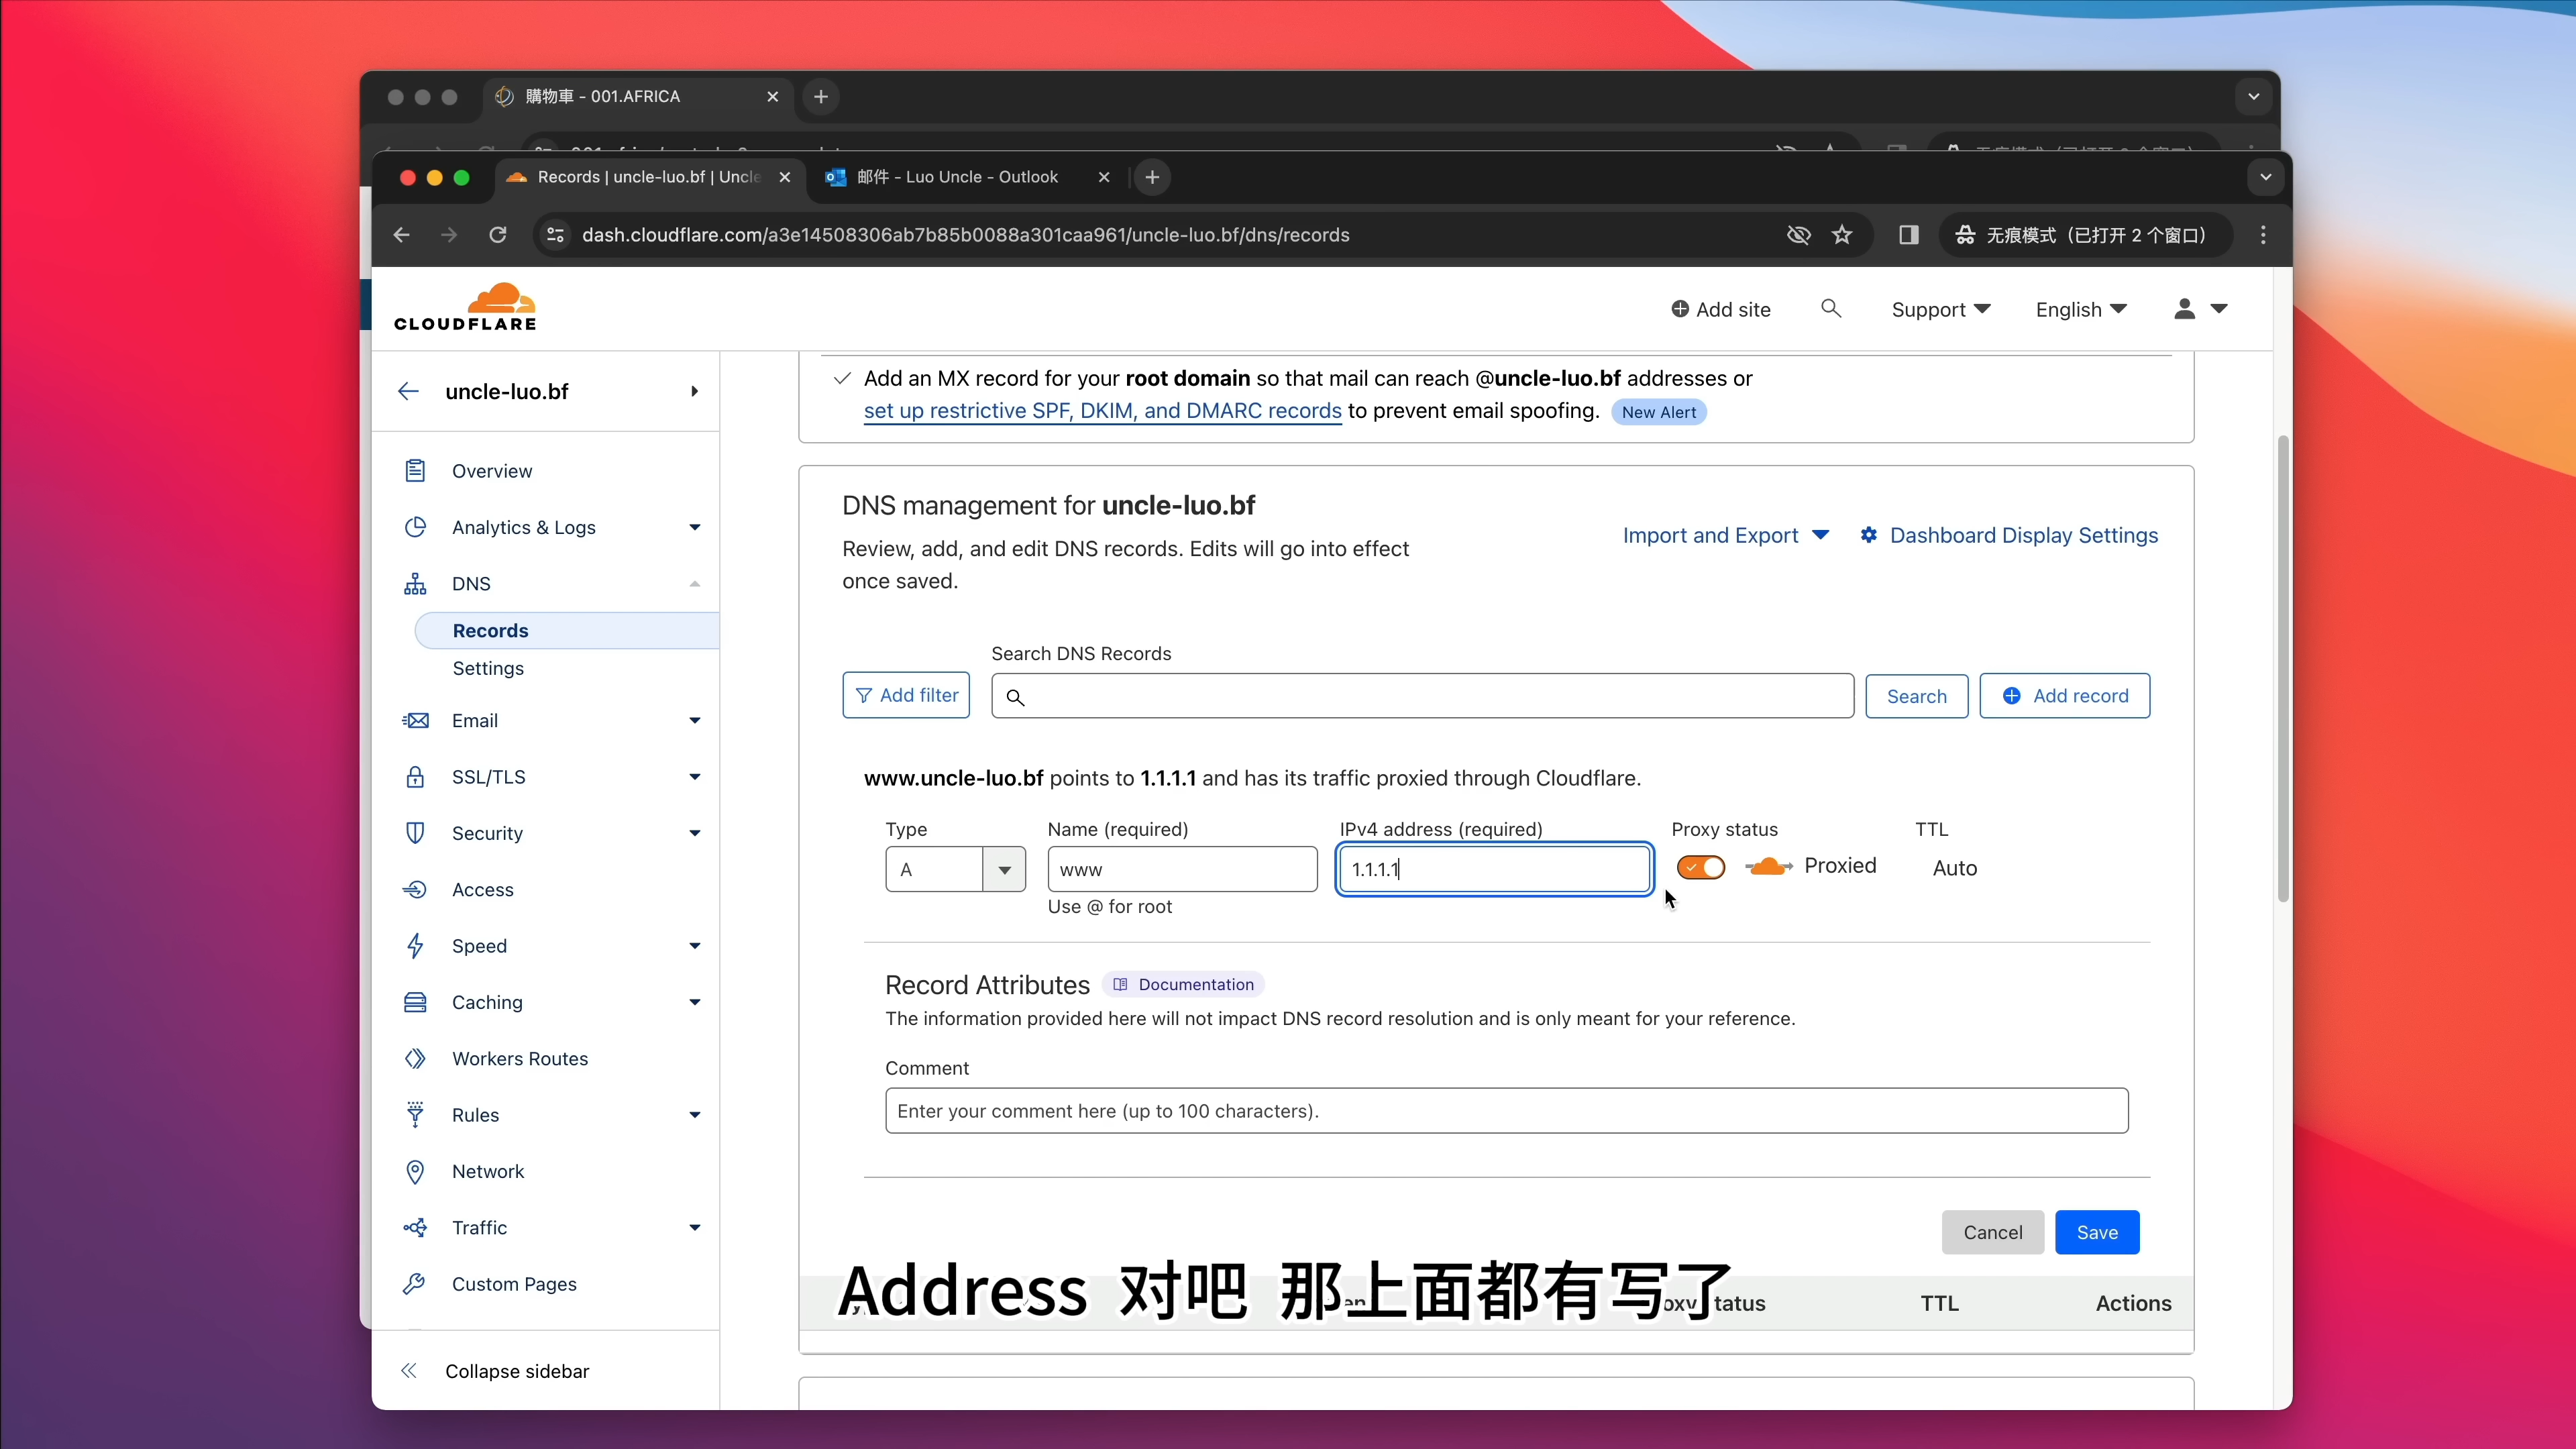 購物車 - 001.AFRICA
Records | uncle-luo.bf | Uncle
邮件 - Luo Uncle - Outlook
dash.cloudflare.com/a3e14508306ab7b85b0088a301caa961/uncle-luo.bf/dns/records
无痕模式（已打开 2 个窗口）
CLOUDFLARE
Add site
Support
English
uncle-luo.bf
Overview
Analytics & Logs
DNS
Records
Settings
Email
SSL/TLS
Security
Access
Speed
Caching
Workers Routes
Rules
Network
Traffic
Custom Pages
Collapse sidebar
Add an MX record for your root domain so that mail can reach @uncle-luo.bf addresses or
set up restrictive SPF, DKIM, and DMARC records to prevent email spoofing. New Alert
DNS management for uncle-luo.bf
Review, add, and edit DNS records. Edits will go into effect
once saved.
Import and Export
Dashboard Display Settings
Search DNS Records
Add filter
Search
Add record
www.uncle-luo.bf points to 1.1.1.1 and has its traffic proxied through Cloudflare.
Type Name (required) IPv4 address (required) Proxy status TTL
A www 1.1.1.1 Proxied Auto
Use @ for root
Record Attributes Documentation
The information provided here will not impact DNS record resolution and is only meant for your reference.
Comment
Enter your comment here (up to 100 characters).
Cancel Save
TTL Actions
Address 对吧 那上面都有写了